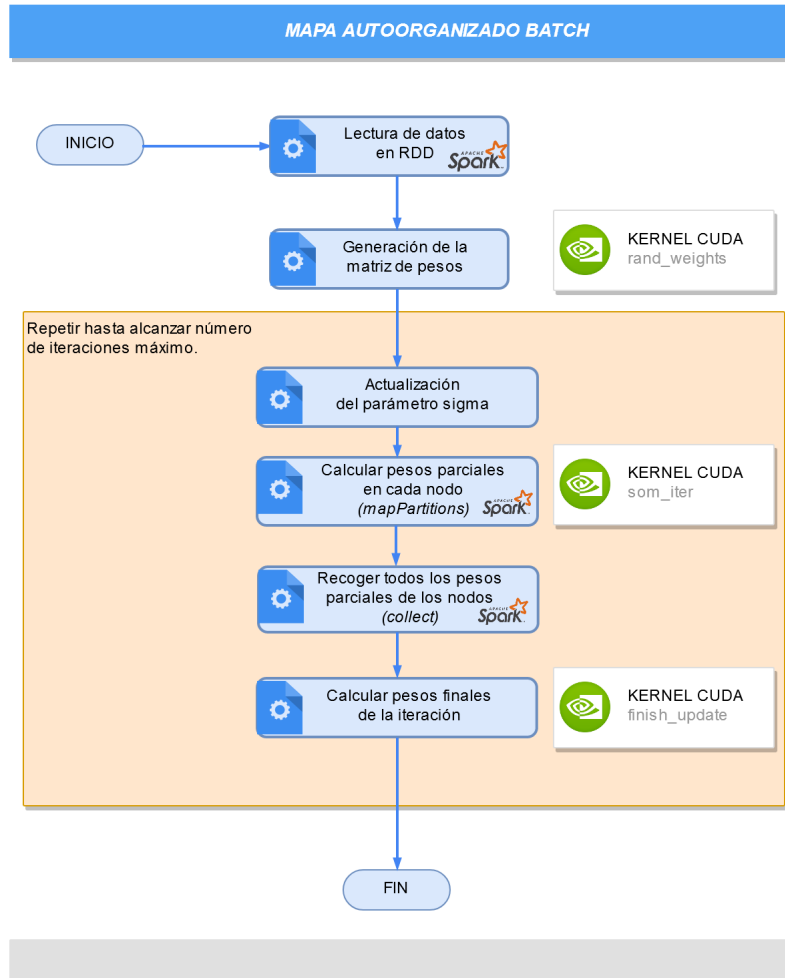 MAPA AUTOORGANIZADO BATCH
INICIO
Lectura de datos
en RDD
APACHE
Spark
Generación de la
matriz de pesos
KERNEL CUDA
rand_weights
Repetir hasta alcanzar número
de iteraciones máximo.
Actualización
del parámetro sigma
Calcular pesos parciales
en cada nodo
(mapPartitions)
APACHE
Spark
KERNEL CUDA
som_iter
Recoger todos los pesos
parciales de los nodos
(collect)
APACHE
Spark
Calcular pesos finales
de la iteración
KERNEL CUDA
finish_update
FIN